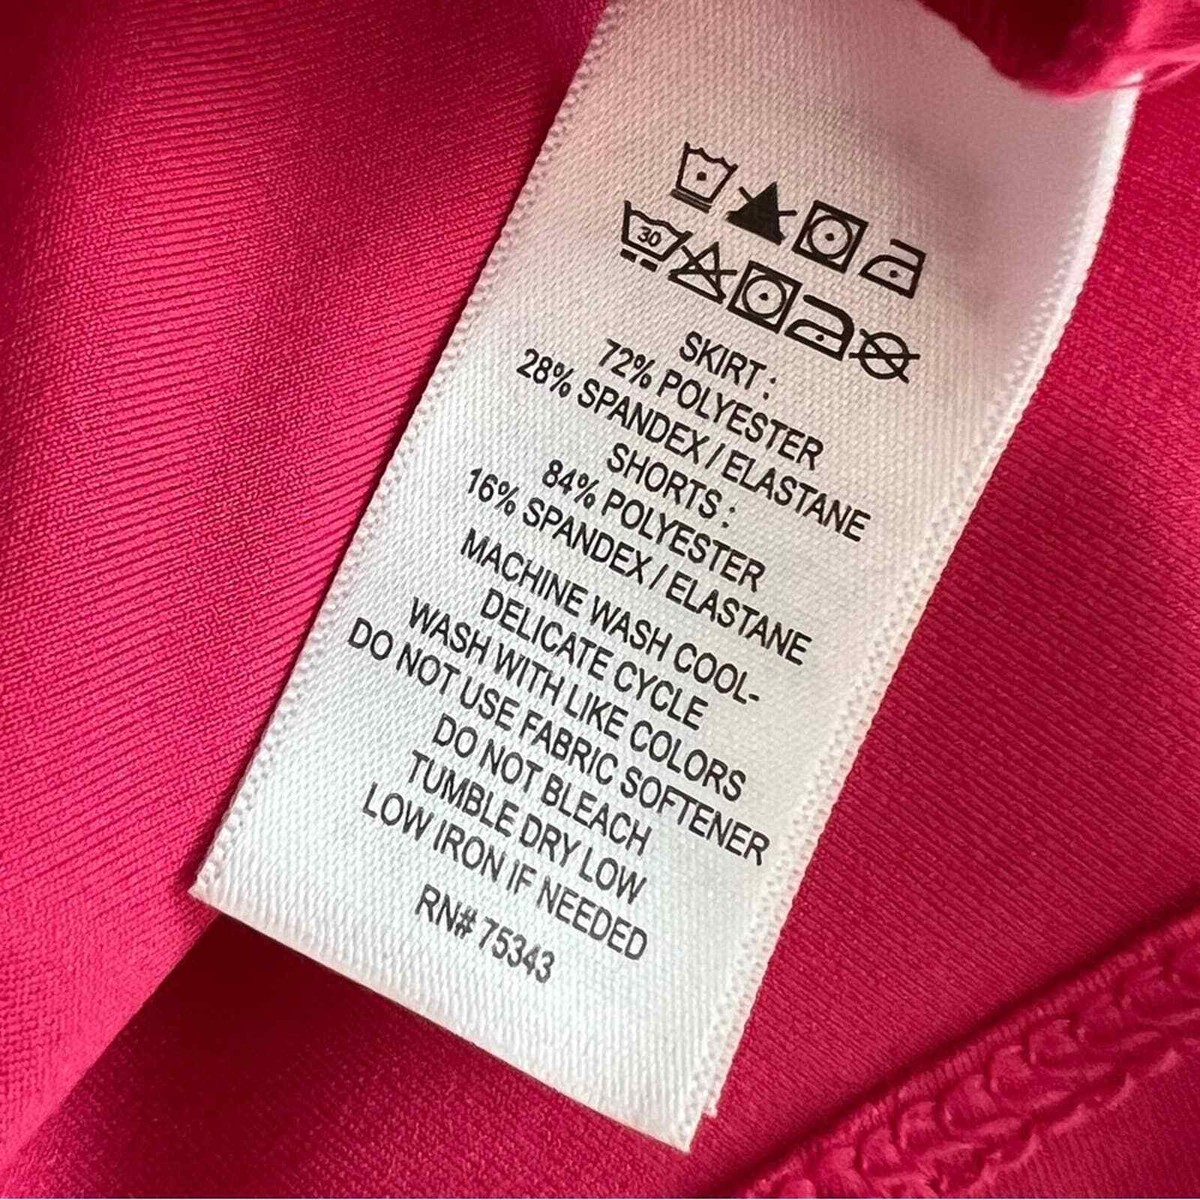 30
SKIRT :
72% POLYESTER
28% SPANDEX / ELASTANE
SHORTS :
84% POLYESTER
16% SPANDEX / ELASTANE
MACHINE WASH COOL-
DELICATE CYCLE
WASH WITH LIKE COLORS
DO NOT USE FABRIC SOFTENER
DO NOT BLEACH
TUMBLE DRY LOW
LOW IRON IF NEEDED
RN# 75343